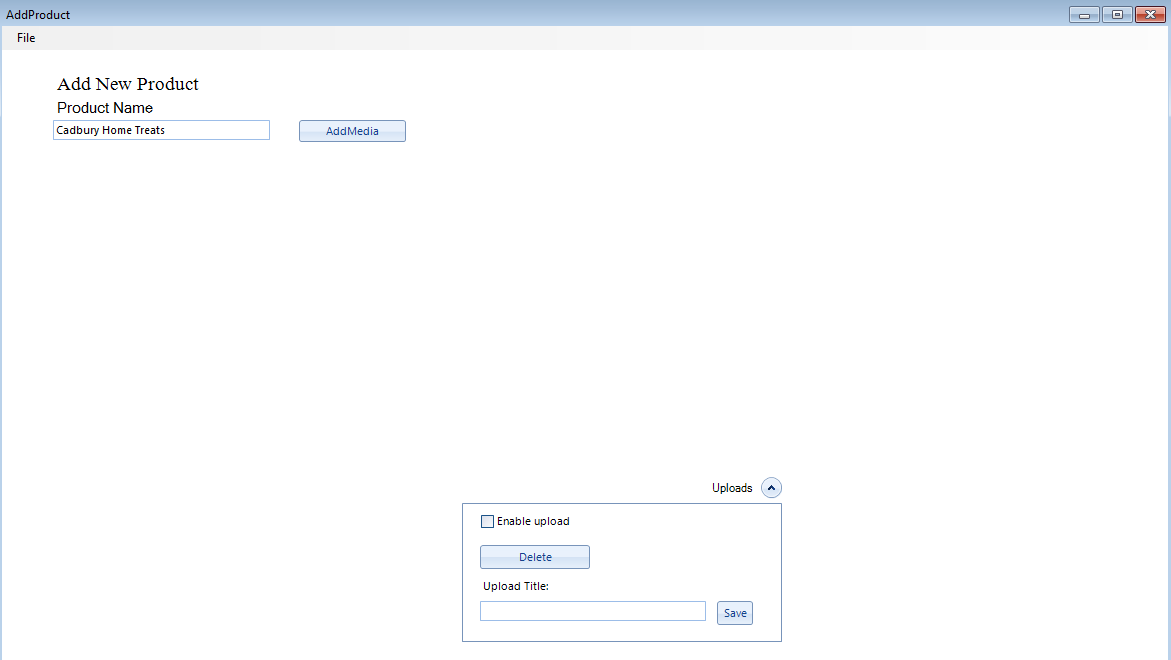 AddProduct
File
Add New Product
Product Name
Cadbury Home Treats
AddMedia
Uploads
Enable upload
Delete
Upload Title:
Save